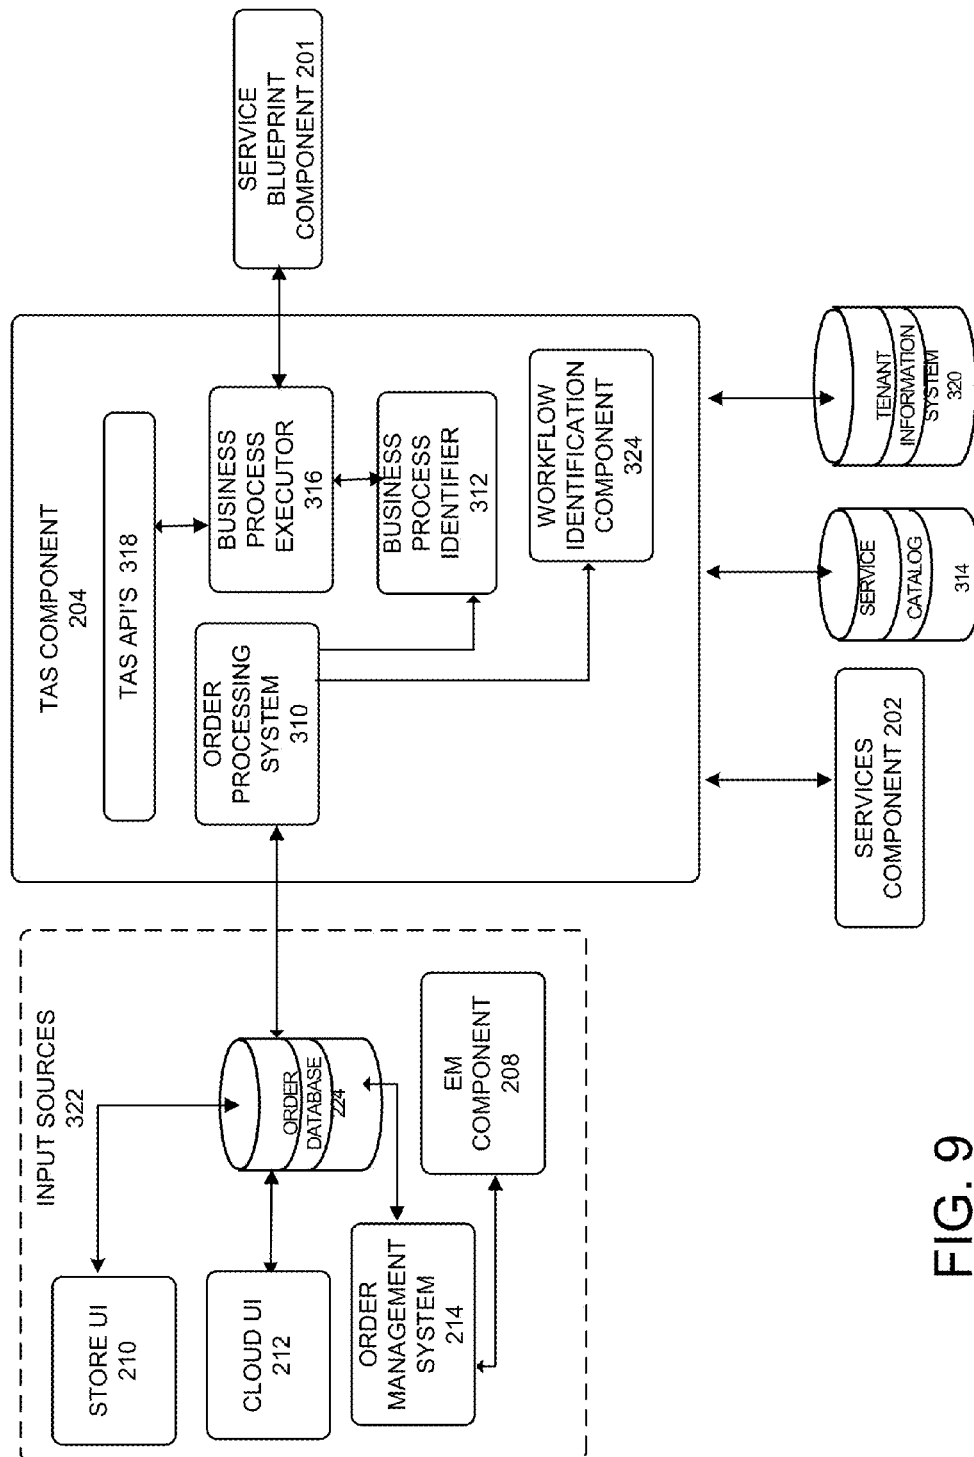 INPUT SOURCES
322
STORE UI
210
CLOUD UI
212
ORDER
MANAGEMENT
SYSTEM
214
ORDER
DATABASE
224
EM
COMPONENT
208
TAS COMPONENT
204
TAS API'S 318
ORDER
PROCESSING
SYSTEM
310
BUSINESS
PROCESS
EXECUTOR
316
BUSINESS
PROCESS
IDENTIFIER
312
WORKFLOW
IDENTIFICATION
COMPONENT
324
SERVICE
BLUEPRINT
COMPONENT 201
SERVICES
COMPONENT 202
SERVICE
CATALOG
314
TENANT
INFORMATION
SYSTEM
320
FIG. 9